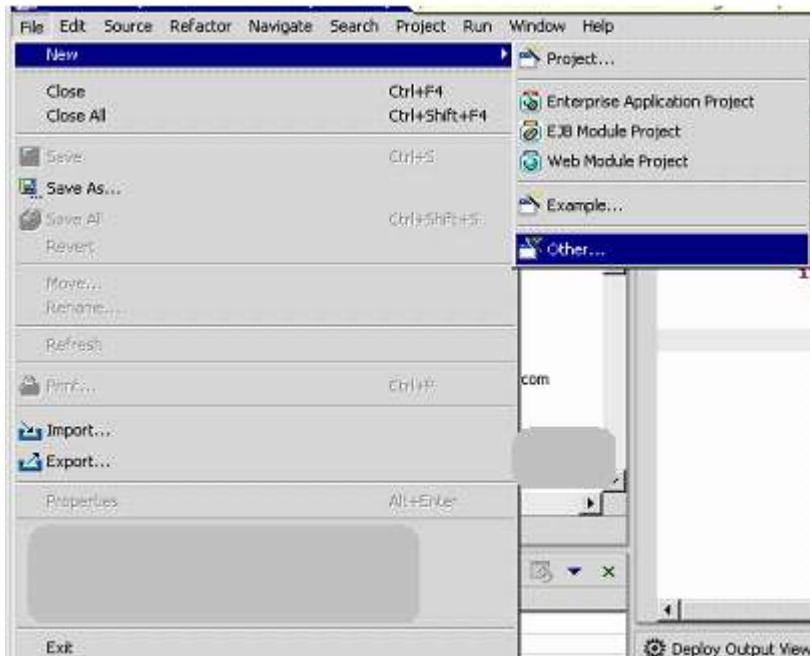 File Edit Source Refactor Navigate Search Project Run Window Help
New
Close Ctrl+F4
Close All Ctrl+Shift+F4
Save Ctrl+S
Save As...
Save All Ctrl+Shift+S
Revert
Move...
Rename...
Refresh
Print... Ctrl+P
Import...
Export...
Properties Alt+Enter
Exit
Project...
Enterprise Application Project
EJB Module Project
Web Module Project
Example...
Other...
com
Deploy Output View